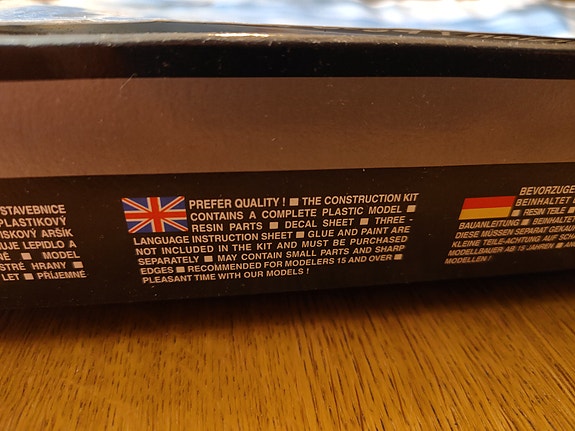 STAVEBNICE
PLASTIKOVÝ
ISKOVÝ ARŠÍK
UJE LEPIDLO A
MODEL
STRÉ HRANY
LET ■ PŘÍJEMNÉ
PREFER QUALITY ! ■ THE CONSTRUCTION KIT
CONTAINS A COMPLETE PLASTIC MODEL ■
RESIN PARTS ■ DECAL SHEET ■ THREE -
LANGUAGE INSTRUCTION SHEET ■ GLUE AND PAINT ARE
NOT INCLUDED IN THE KIT AND MUST BE PURCHASED
SEPARATELY ■ MAY CONTAIN SMALL PARTS AND SHARP
EDGES ■ RECOMMENDED FOR MODELERS 15 AND OVER ■
PLEASANT TIME WITH OUR MODELS !
BEVORZUGE
BEINHALTET
■ RESIN TEILE
BAUANLEITUNG ■ BEINHALTE
DIESE MÜSSEN SEPARAT GEKA
KLEINE TEILE-ACHTUNG AUF
MODELLBAUER AB 15 JAHREN
MODELLEN !